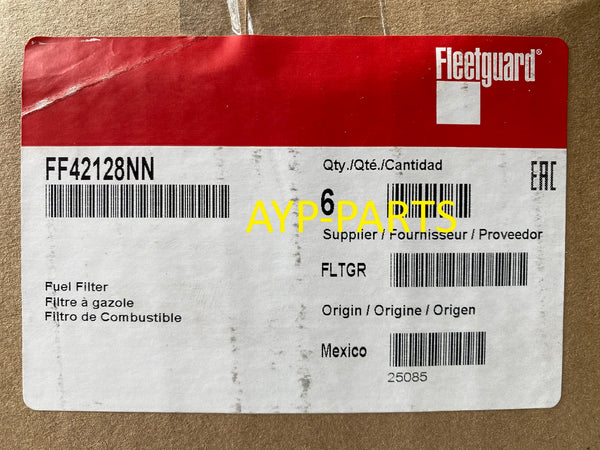 Fleetguard®
FF42128NN
Qty./Qté./Cantidad
6
EAC
AYP-PARTS
Supplier / Fournisseur / Proveedor
FLTGR
Fuel Filter
Filtre à gazole
Filtro de Combustible
Origin / Origine / Origen
Mexico
25085